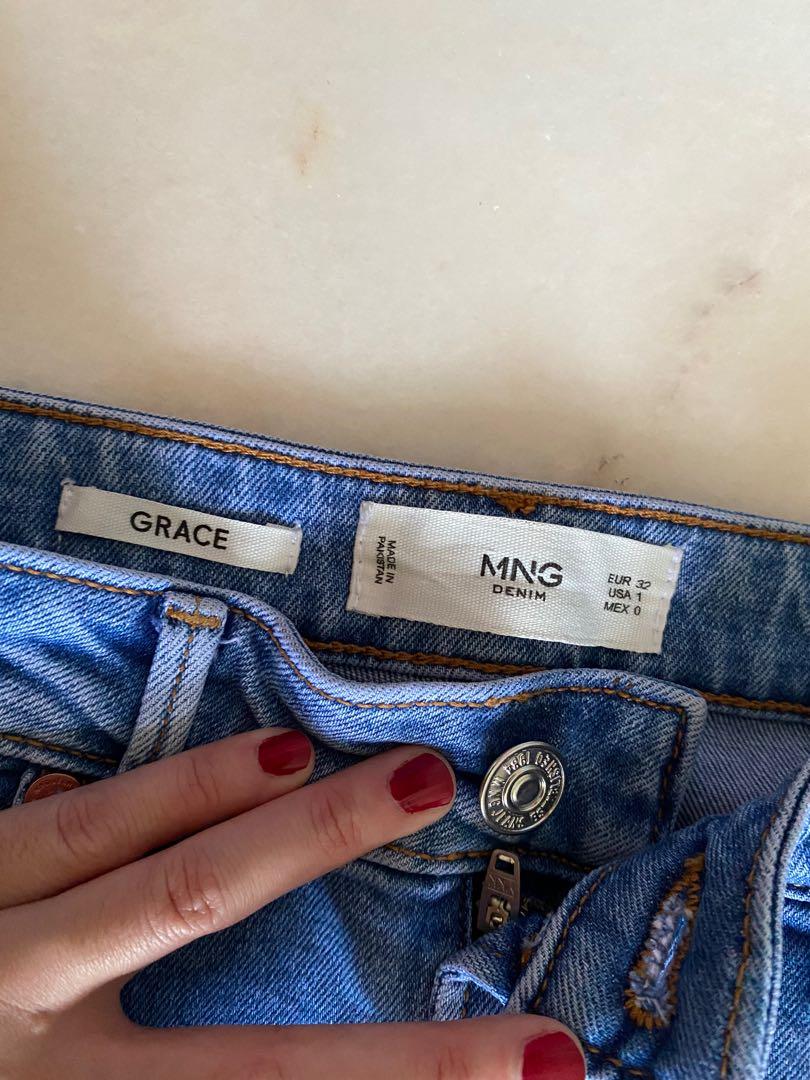 GRACE
MADE IN
PAKISTAN
MNG
DENIM
EUR 32
USA 1
MEX 0